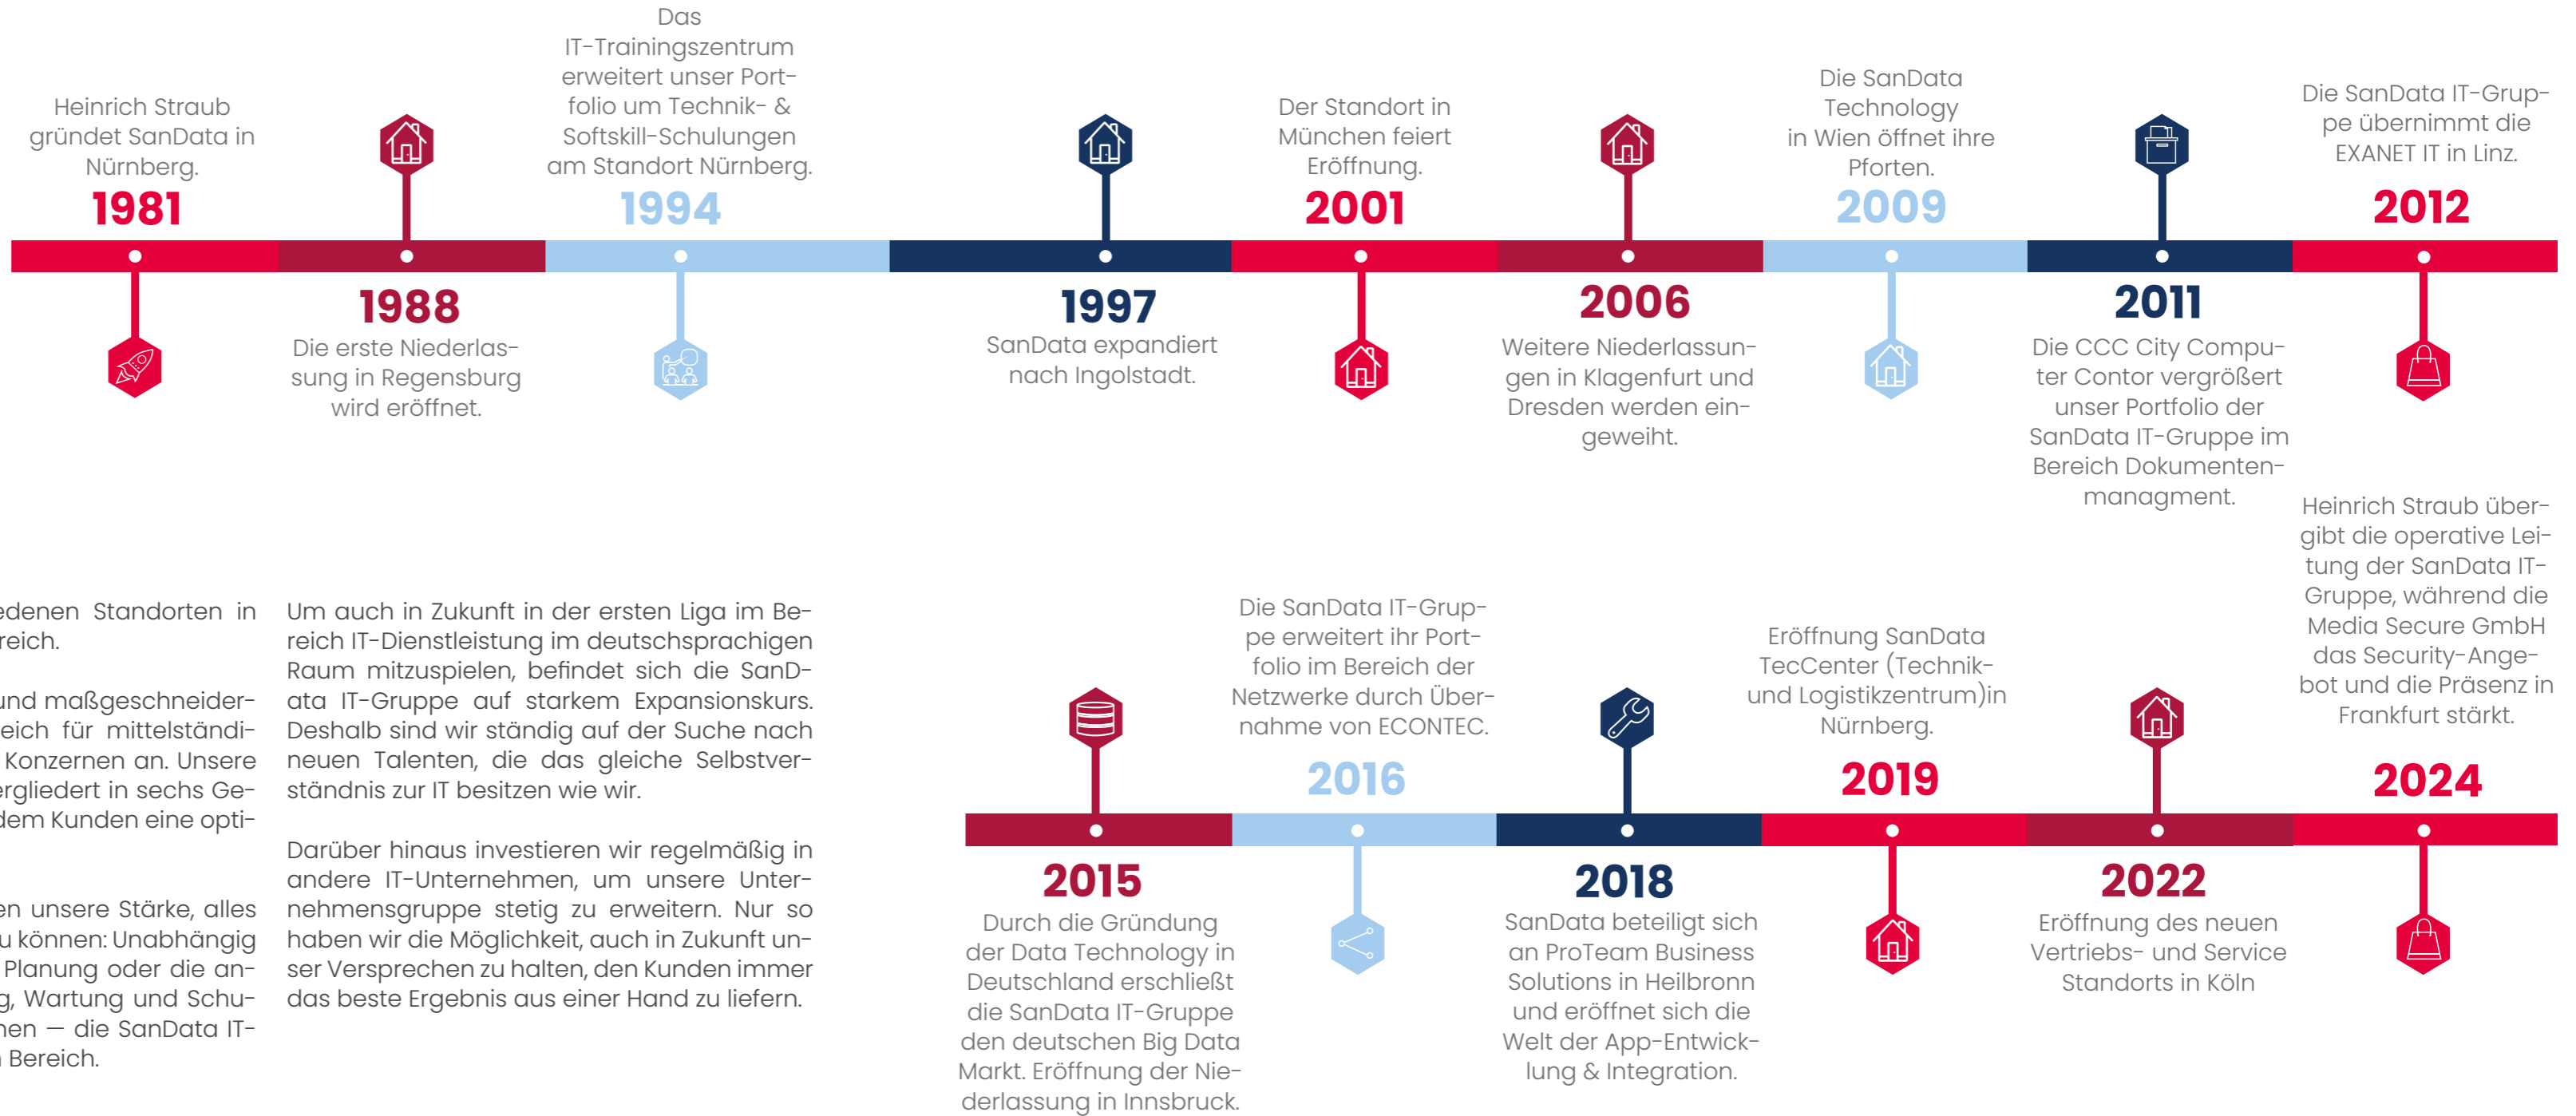 Heinrich Straub
gründet SanData in
Nürnberg.
1981
1988
Die erste Niederlas-
sung in Regensburg
wird eröffnet.
Das
IT-Trainingszentrum
erweitert unser Port-
folio um Technik- &
Softskill-Schulungen
am Standort Nürnberg.
1994
1997
SanData expandiert
nach Ingolstadt.
Der Standort in
München feiert
Eröffnung.
2001
2006
Weitere Niederlassun-
gen in Klagenfurt und
Dresden werden ein-
geweiht.
Die SanData
Technology
in Wien öffnet ihre
Pforten.
2009
2011
Die CCC City Compu-
ter Contor vergrößert
unser Portfolio der
SanData IT-Gruppe im
Bereich Dokumenten-
managment.
Die SanData IT-Grup-
pe übernimmt die
EXANET IT in Linz.
2012
edenen Standorten in
reich.
und maßgeschneider-
eich für mittelständi-
Konzernen an. Unsere
ergliedert in sechs Ge-
dem Kunden eine opti-
en unsere Stärke, alles
u können: Unabhängig
Planung oder die an-
g, Wartung und Schu-
nen — die SanData IT-
n Bereich.
Um auch in Zukunft in der ersten Liga im Be-
reich IT-Dienstleistung im deutschsprachigen
Raum mitzuspielen, befindet sich die SanD-
ata IT-Gruppe auf starkem Expansionskurs.
Deshalb sind wir ständig auf der Suche nach
neuen Talenten, die das gleiche Selbstver-
ständnis zur IT besitzen wie wir.
Darüber hinaus investieren wir regelmäßig in
andere IT-Unternehmen, um unsere Unter-
nehmensgruppe stetig zu erweitern. Nur so
haben wir die Möglichkeit, auch in Zukunft un-
ser Versprechen zu halten, den Kunden immer
das beste Ergebnis aus einer Hand zu liefern.
2015
Durch die Gründung
der Data Technology in
Deutschland erschließt
die SanData IT-Gruppe
den deutschen Big Data
Markt. Eröffnung der Nie-
derlassung in Innsbruck.
Die SanData IT-Grup-
pe erweitert ihr Port-
folio im Bereich der
Netzwerke durch Über-
nahme von ECONTEC.
2016
2018
SanData beteiligt sich
an ProTeam Business
Solutions in Heilbronn
und eröffnet sich die
Welt der App-Entwick-
lung & Integration.
Eröffnung SanData
TecCenter (Technik-
und Logistikzentrum)in
Nürnberg.
2019
2022
Eröffnung des neuen
Vertriebs- und Service
Standorts in Köln
Heinrich Straub über-
gibt die operative Lei-
tung der SanData IT-
Gruppe, während die
Media Secure GmbH
das Security-Ange-
bot und die Präsenz in
Frankfurt stärkt.
2024